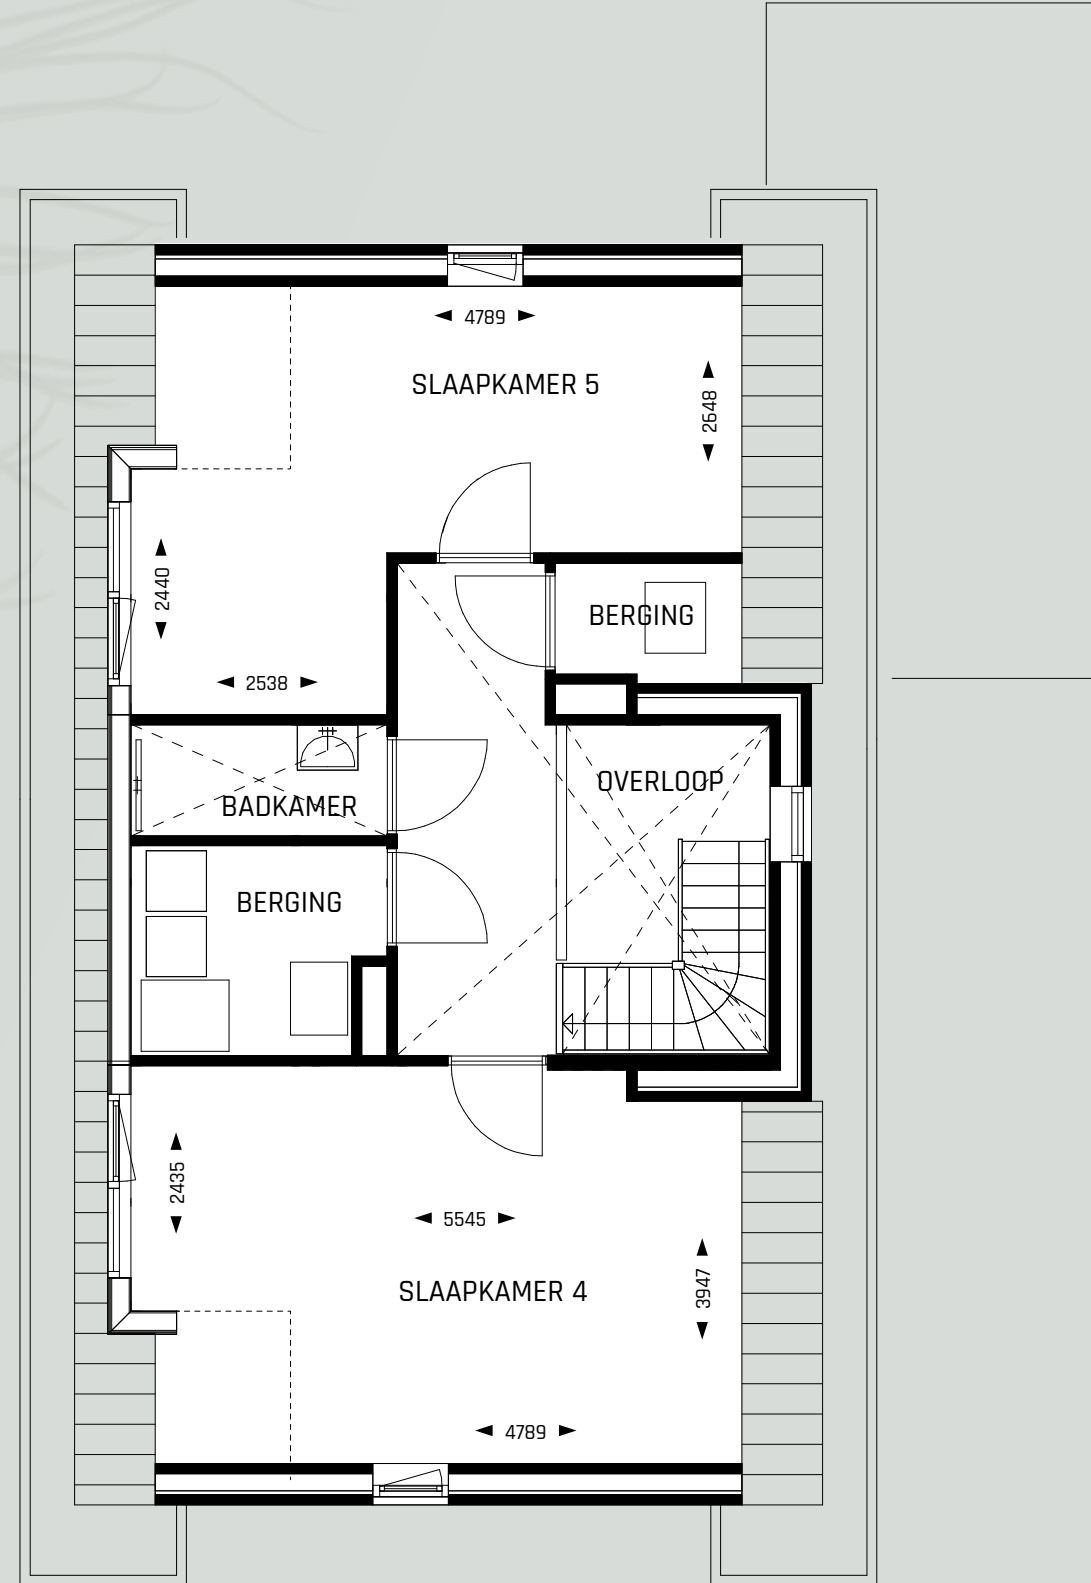 4789
SLAAPKAMER 5
2648
2440
BERGING
2538
OVERLOOP
BADKAMER
BERGING
2435
5545
SLAAPKAMER 4
3947
4789